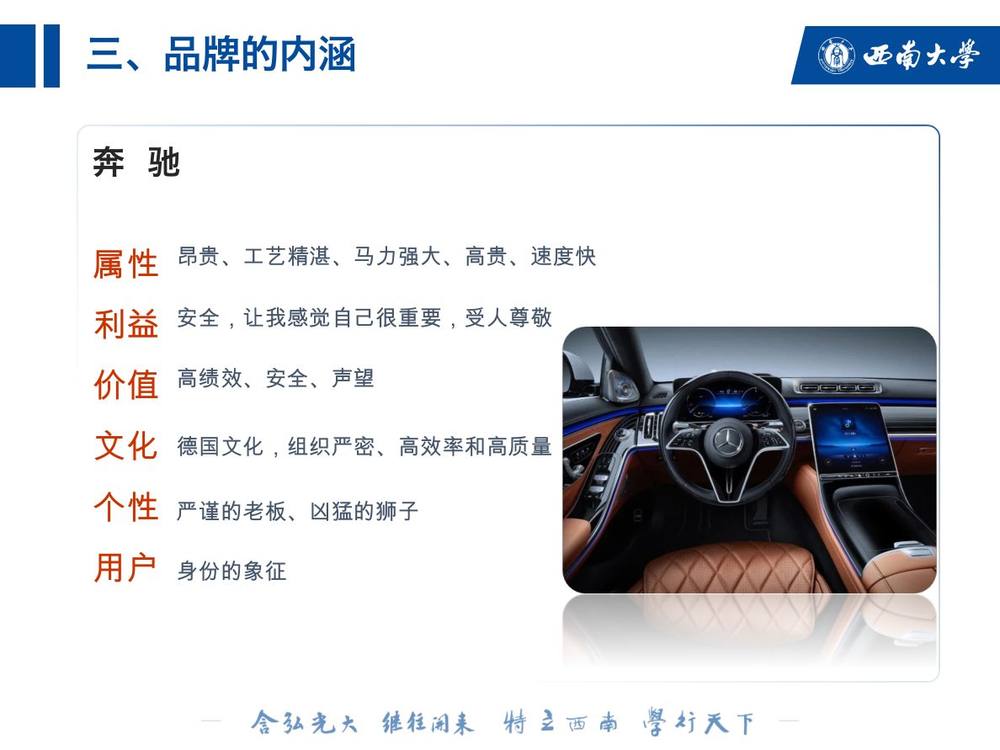 三、品牌的内涵
西南大学
奔 驰
属性 昂贵、工艺精湛、马力强大、高贵、速度快
利益 安全，让我感觉自己很重要，受人尊敬
价值 高绩效、安全、声望
文化 德国文化，组织严密、高效率和高质量
个性 严谨的老板、凶猛的狮子
用户 身份的象征
含弘光大 继往开来 特立西南 學行天下